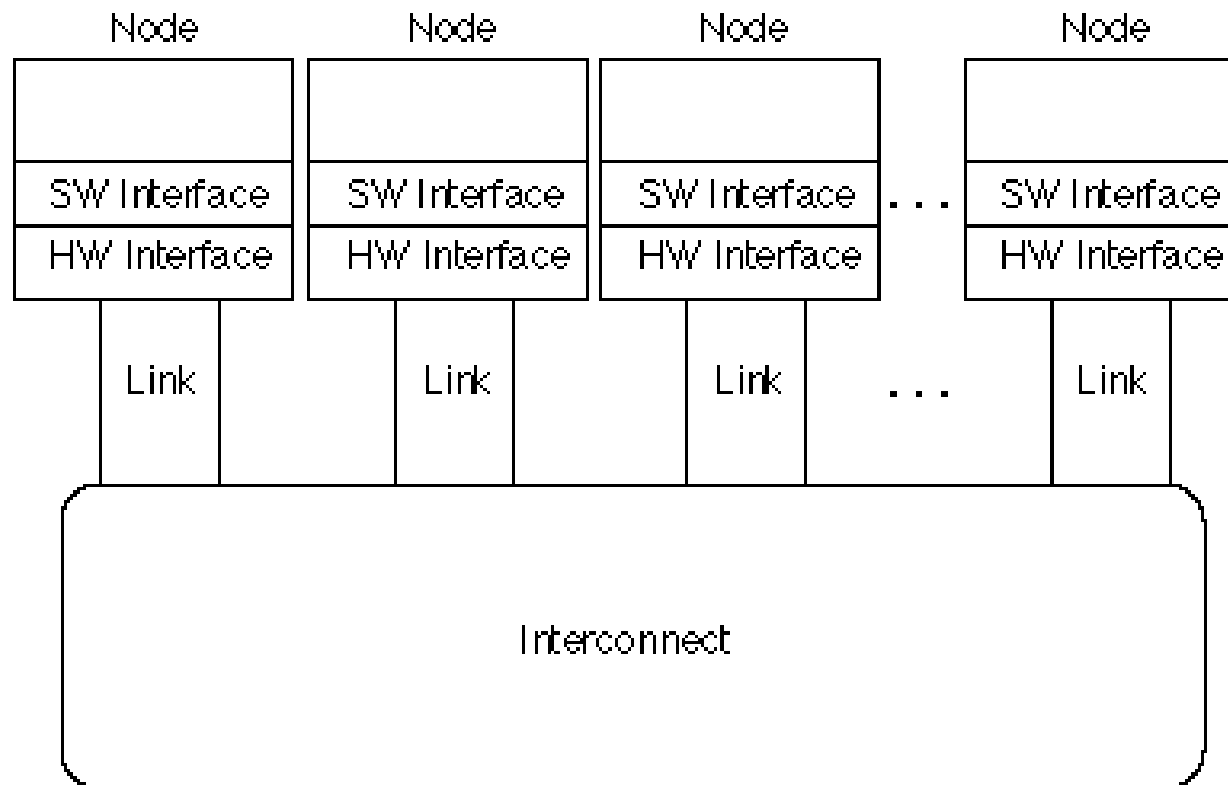 Node Node Node Node
SW Interface SW Interface SW Interface ... SW Interface
HW Interface HW Interface HW Interface HW Interface
Link Link Link ... Link
Interconnect